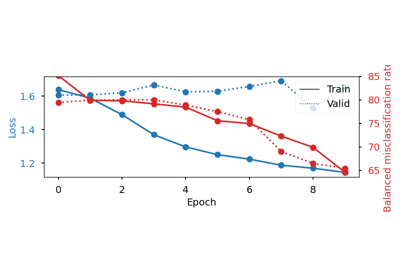 1.6
1.4
1.2
Loss
0 2 4 6 8
Epoch
85
80
75
70
65
Balanced misclassification rate
Train
Valid